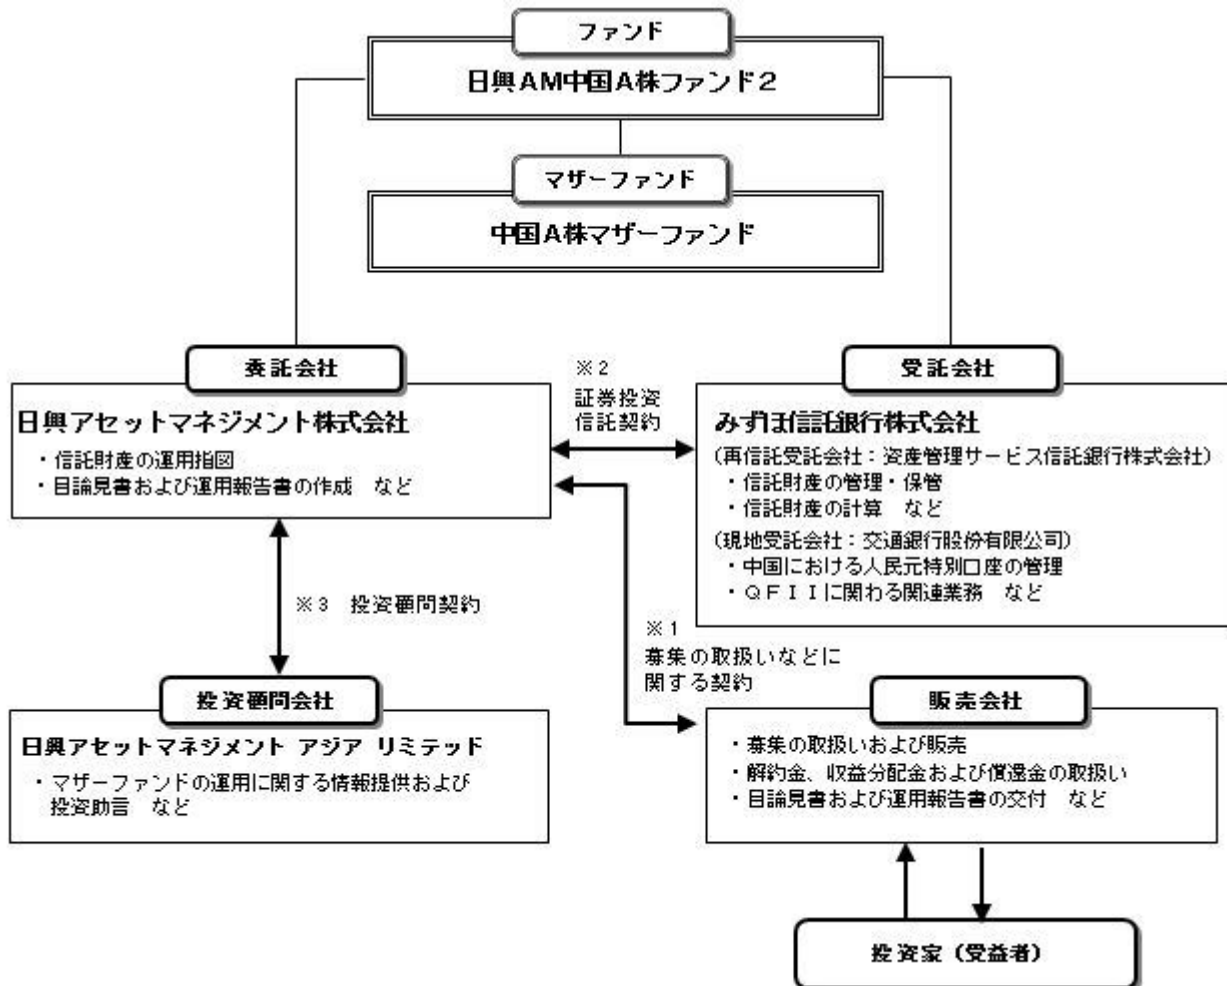 ファンド
日興AM中国A株ファンド2
マザーファンド
中国A株マザーファンド
委託会社
日興アセットマネジメント株式会社
・信託財産の運用指図
・目論見書および運用報告書の作成　など
※2
証券投資
信託契約
受託会社
みずほ信託銀行株式会社
(再信託受託会社：資産管理サービス信託銀行株式会社)
・信託財産の管理・保管
・信託財産の計算　など
(現地受託会社：交通銀行股份有限公司)
・中国における人民元特別口座の管理
・QFIIに関わる関連業務　など
※3　投資顧問契約
※1
募集の取扱いなどに
関する契約
投資顧問会社
日興アセットマネジメント アジア リミテッド
・マザーファンドの運用に関する情報提供および
投資助言　など
販売会社
・募集の取扱いおよび販売
・解約金、収益分配金および償還金の取扱い
・目論見書および運用報告書の交付　など
投資家（受益者）